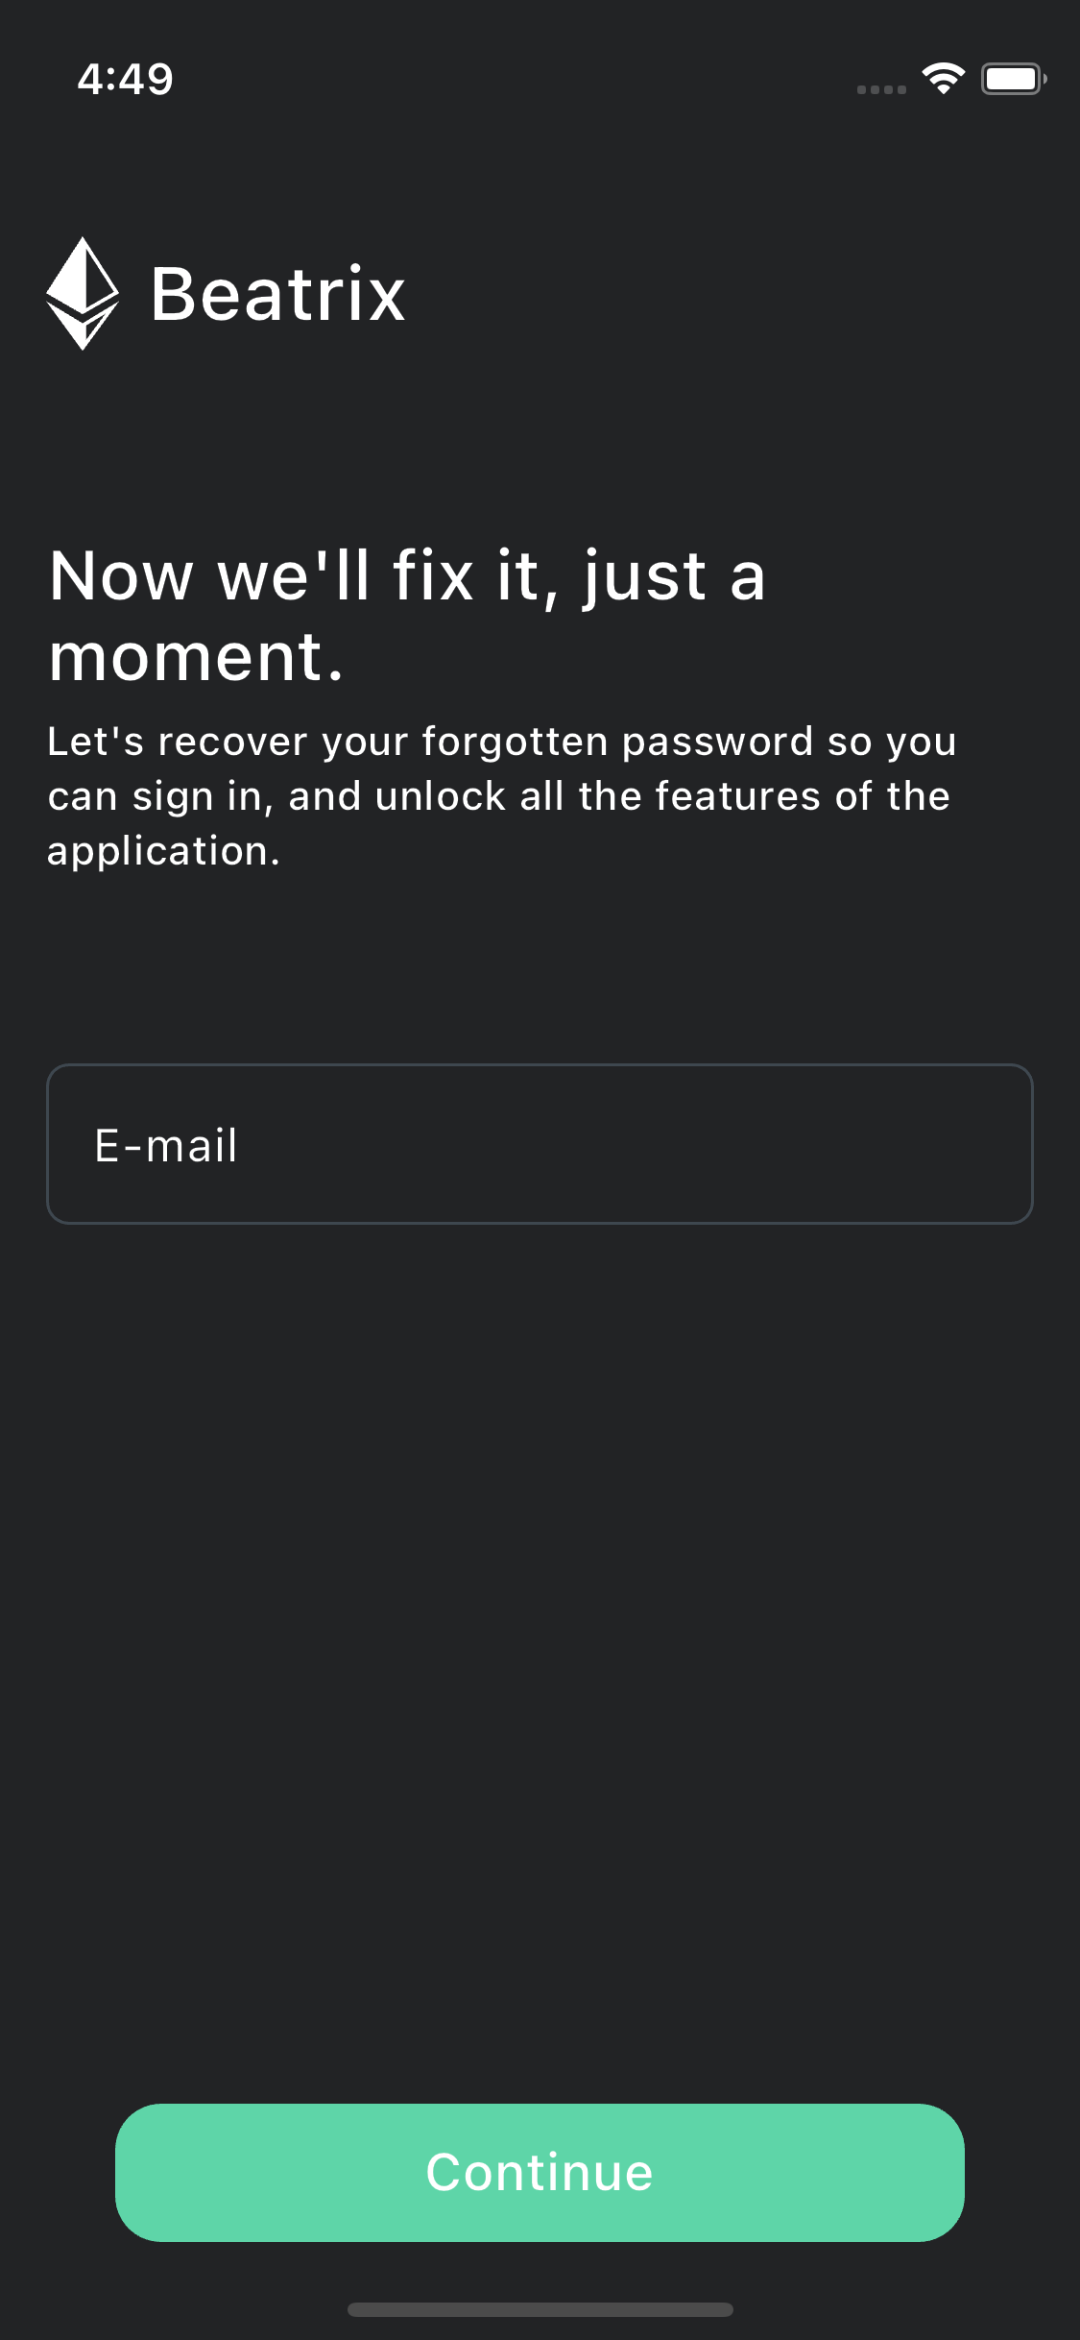 4:49
Beatrix
Now we'll fix it, just a
moment.
Let's recover your forgotten password so you
can sign in, and unlock all the features of the
application.
E-mail
Continue